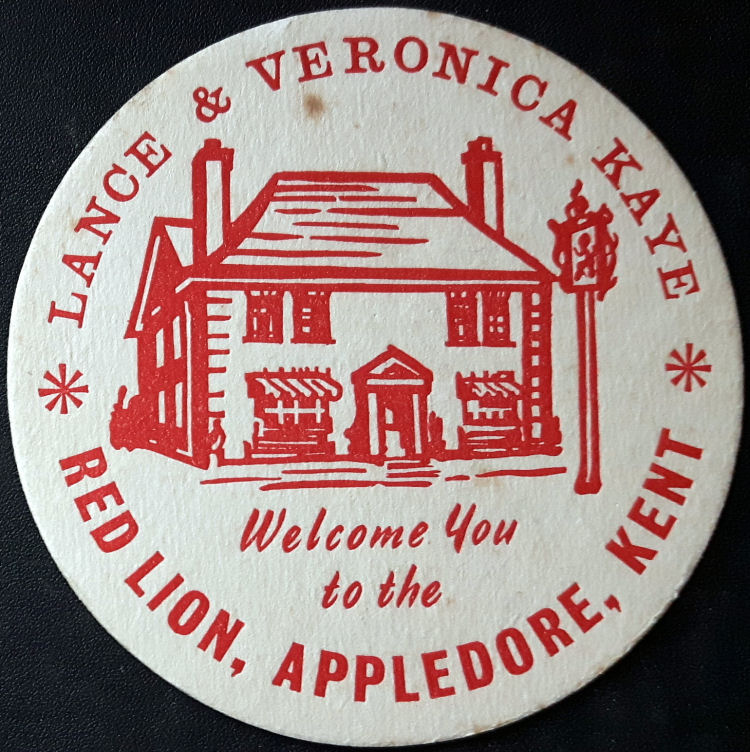 LANCE & VERONICA KAYE
Welcome You
to the
RED LION, APPLEDORE, KENT